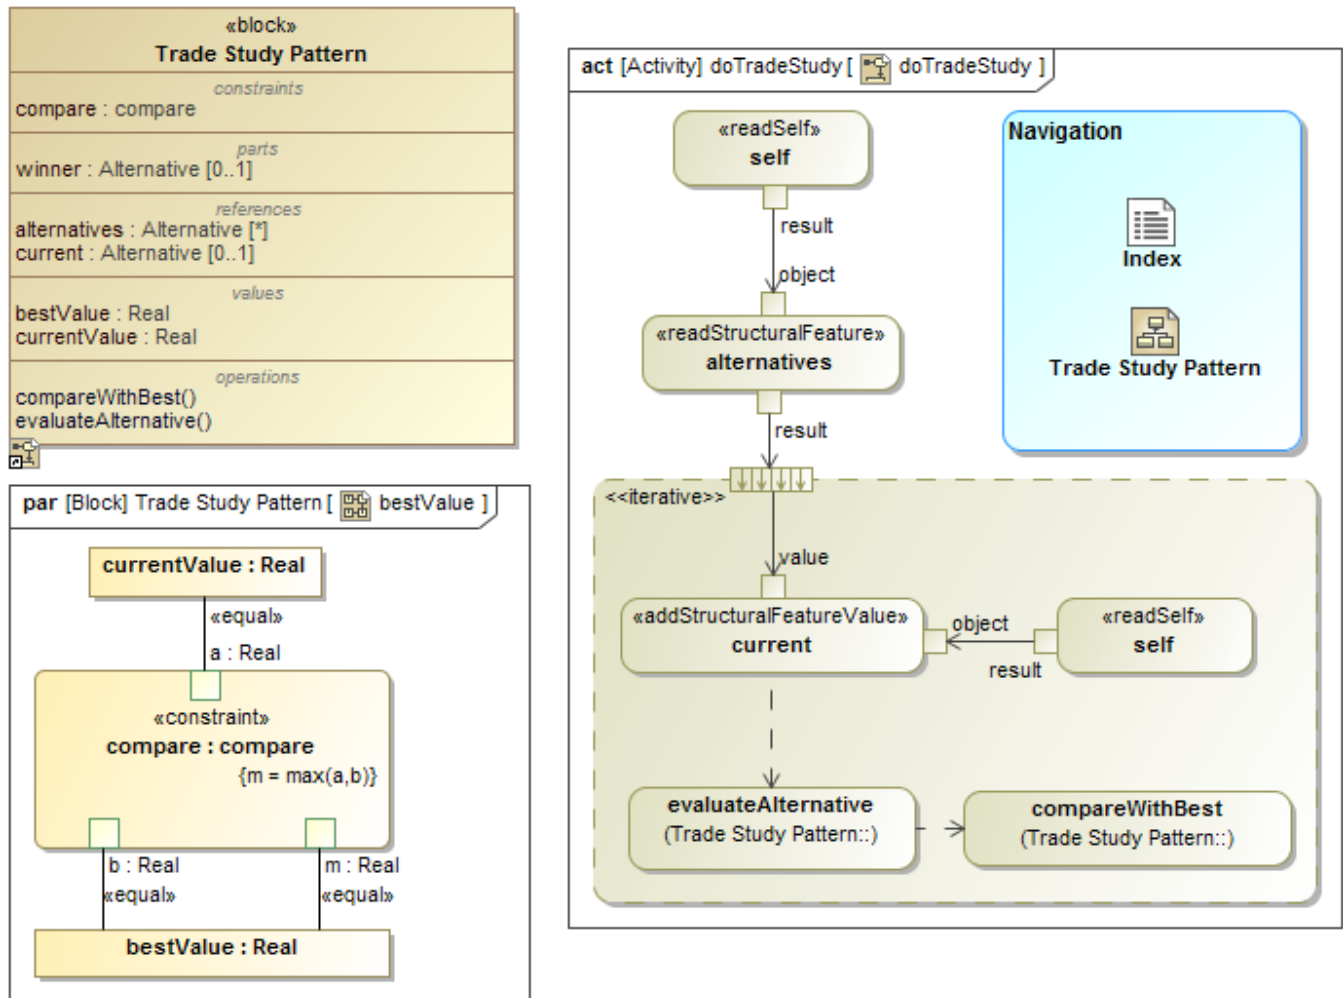 «block»
Trade Study Pattern
constraints
compare : compare
parts
winner : Alternative [0..1]
references
alternatives : Alternative [*]
current : Alternative [0..1]
values
bestValue : Real
currentValue : Real
operations
compareWithBest()
evaluateAlternative()
par [Block] Trade Study Pattern [ bestValue ]
currentValue : Real
«equal»
a : Real
«constraint»
compare : compare
{m = max(a,b)}
b : Real
m : Real
«equal»
«equal»
bestValue : Real
act [Activity] doTradeStudy [ doTradeStudy ]
«readSelf»
self
result
object
«readStructuralFeature»
alternatives
result
<<iterative>>
value
«addStructuralFeatureValue»
current
object
result
«readSelf»
self
evaluateAlternative
(Trade Study Pattern::)
compareWithBest
(Trade Study Pattern::)
Navigation
Index
Trade Study Pattern